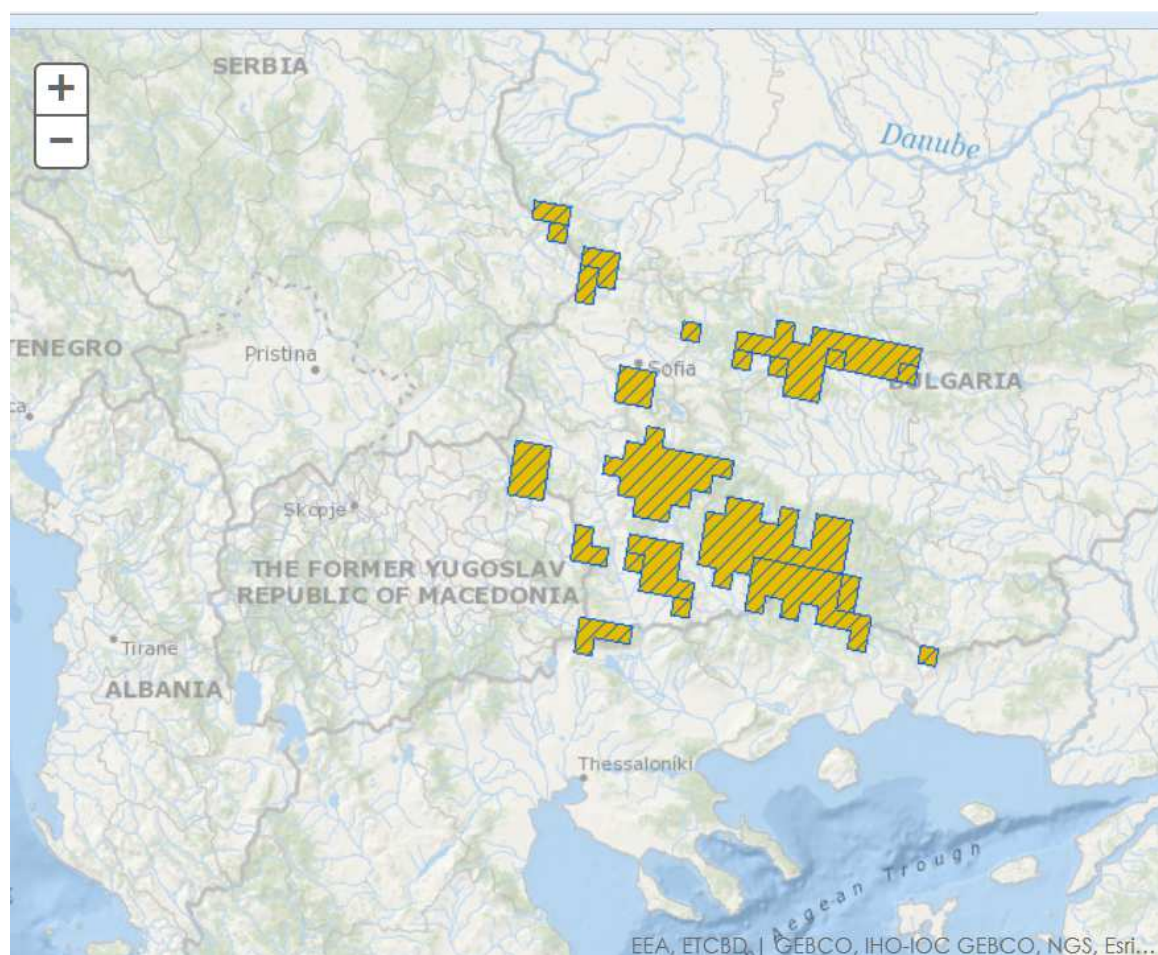 +
SERBIA
−
Danube
TENEGRO
Pristina
Sofia
BULGARIA
ca
Skopje
THE FORMER YUGOSLAV
REPUBLIC OF MACEDONIA
Tirane
ALBANIA
Thessaloniki
Aegean Trough
EEA, ETCBD | GEBCO, IHO-IOC GEBCO, NGS, Esri...